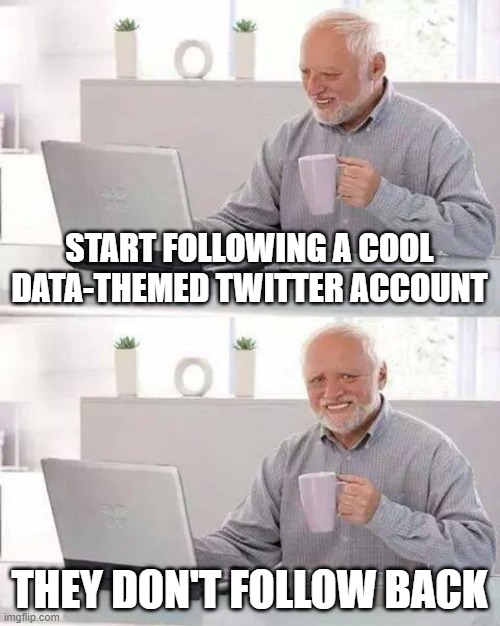 START FOLLOWING A COOL
DATA-THEMED TWITTER ACCOUNT
THEY DON'T FOLLOW BACK
imgflip.com